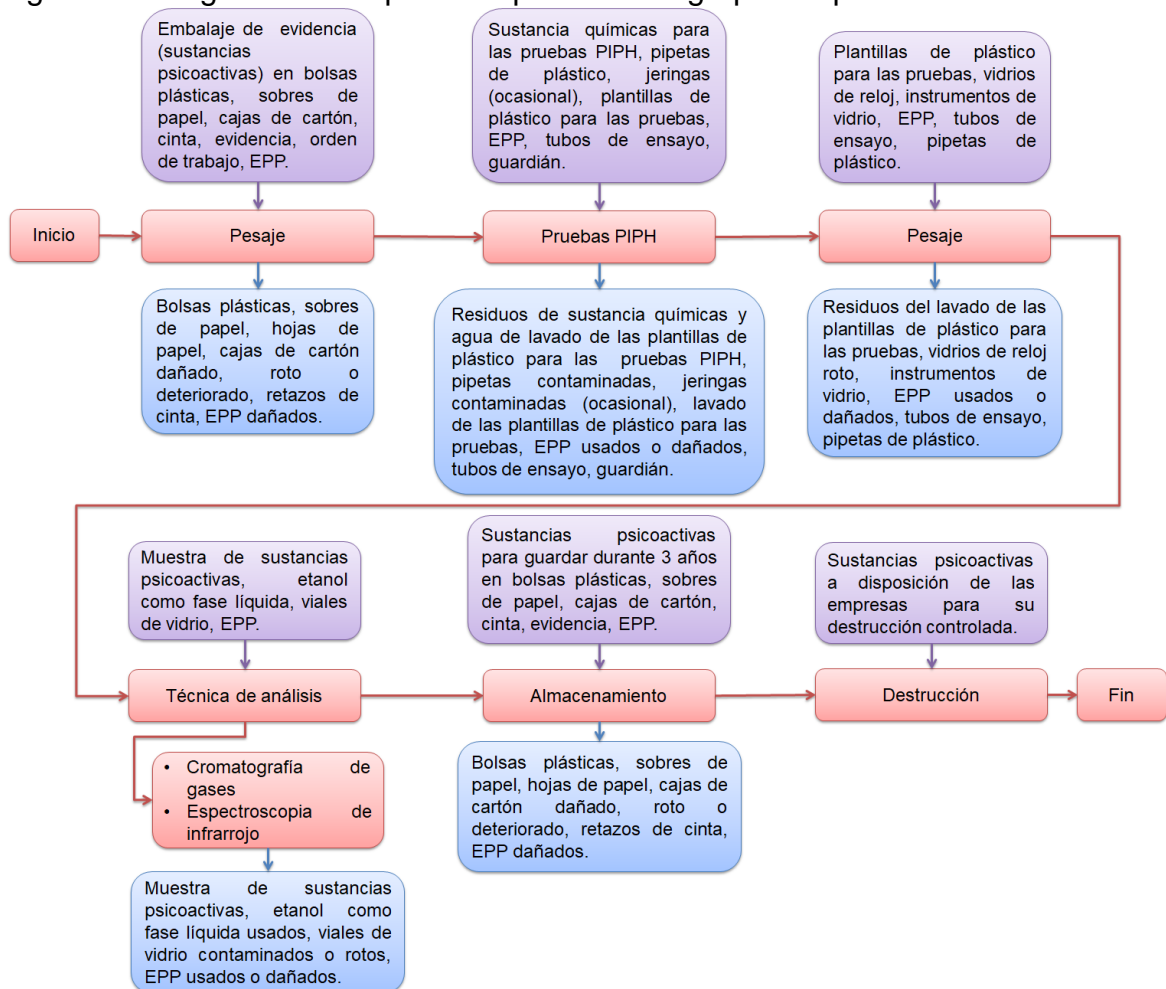 Embalaje de evidencia
(sustancias
psicoactivas) en bolsas
plásticas, sobres de
papel, cajas de cartón,
cinta, evidencia, orden
de trabajo, EPP.
Sustancia químicas para
las pruebas PIPH, pipetas
de plástico, jeringas
(ocasional), plantillas de
plástico para las pruebas,
EPP, tubos de ensayo,
guardián.
Plantillas de plástico
para las pruebas, vidrios
de reloj, instrumentos de
vidrio, EPP, tubos de
ensayo, pipetas de
plástico.
Inicio
Pesaje
Pruebas PIPH
Pesaje
Bolsas plásticas, sobres
de papel, hojas de
papel, cajas de cartón
dañado, roto o
deteriorado, retazos de
cinta, EPP dañados.
Residuos de sustancia químicas y
agua de lavado de las plantillas de
plástico para las pruebas PIPH,
pipetas contaminadas, jeringas
contaminadas (ocasional), lavado
de las plantillas de plástico para las
pruebas, EPP usados o dañados,
tubos de ensayo, guardián.
Residuos del lavado de las
plantillas de plástico para
las pruebas, vidrios de reloj
roto, instrumentos de
vidrio, EPP usados o
dañados, tubos de ensayo,
pipetas de plástico.
Muestra de sustancias
psicoactivas, etanol
como fase líquida, viales
de vidrio, EPP.
Sustancias psicoactivas
para guardar durante 3 años
en bolsas plásticas, sobres
de papel, cajas de cartón,
cinta, evidencia, EPP.
Sustancias psicoactivas
a disposición de las
empresas para su
destrucción controlada.
Técnica de análisis
Almacenamiento
Destrucción
Fin
• Cromatografía de
gases
• Espectroscopia de
infrarrojo
Bolsas plásticas, sobres de
papel, hojas de papel, cajas de
cartón dañado, roto o
deteriorado, retazos de cinta,
EPP dañados.
Muestra de sustancias
psicoactivas, etanol como
fase líquida usados, viales de
vidrio contaminados o rotos,
EPP usados o dañados.